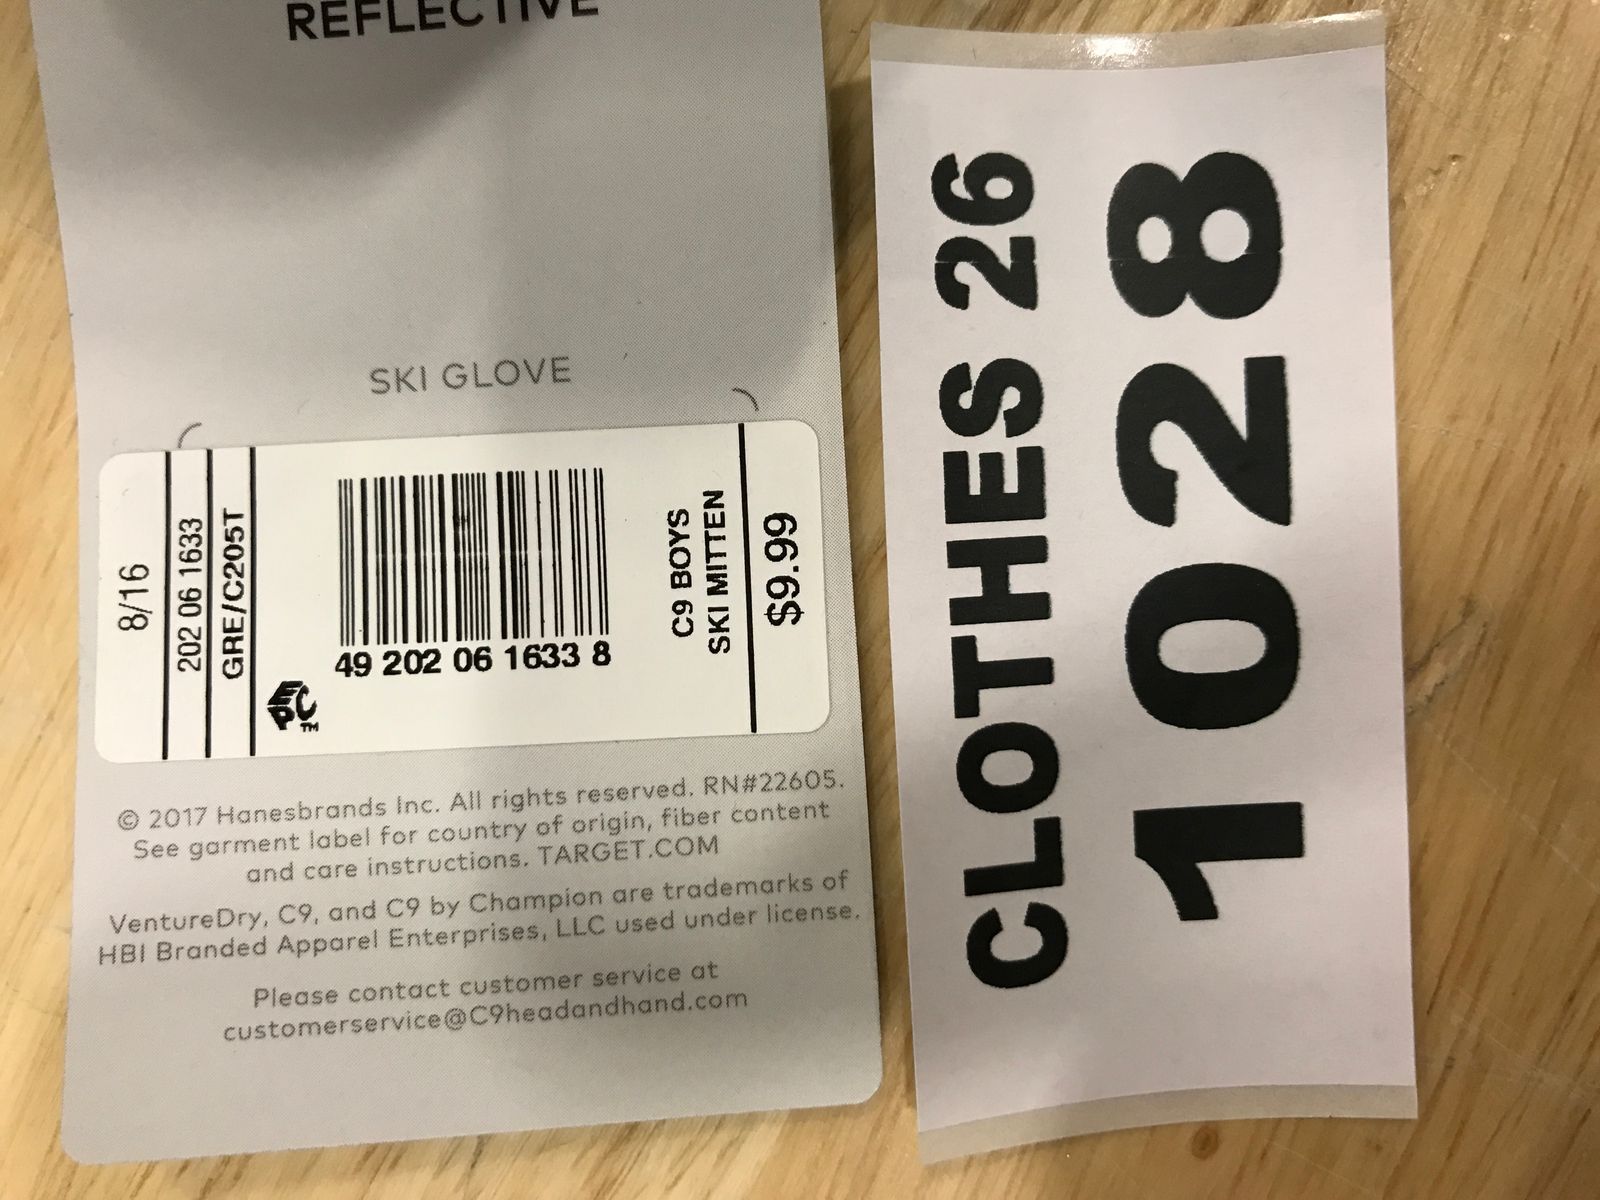 REFLECTIVE
SKI GLOVE
8/16
202 06 1633
GRE/C205T
EPC™
49 202 06 1633 8
C9 BOYS
SKI MITTEN
$9.99
© 2017 Hanesbrands Inc. All rights reserved. RN#22605.
See garment label for country of origin, fiber content
and care instructions. TARGET.COM
VentureDry, C9, and C9 by Champion are trademarks of
HBI Branded Apparel Enterprises, LLC used under license.
Please contact customer service at
customerservice@C9headandhand.com
CLOTHES 26
1028